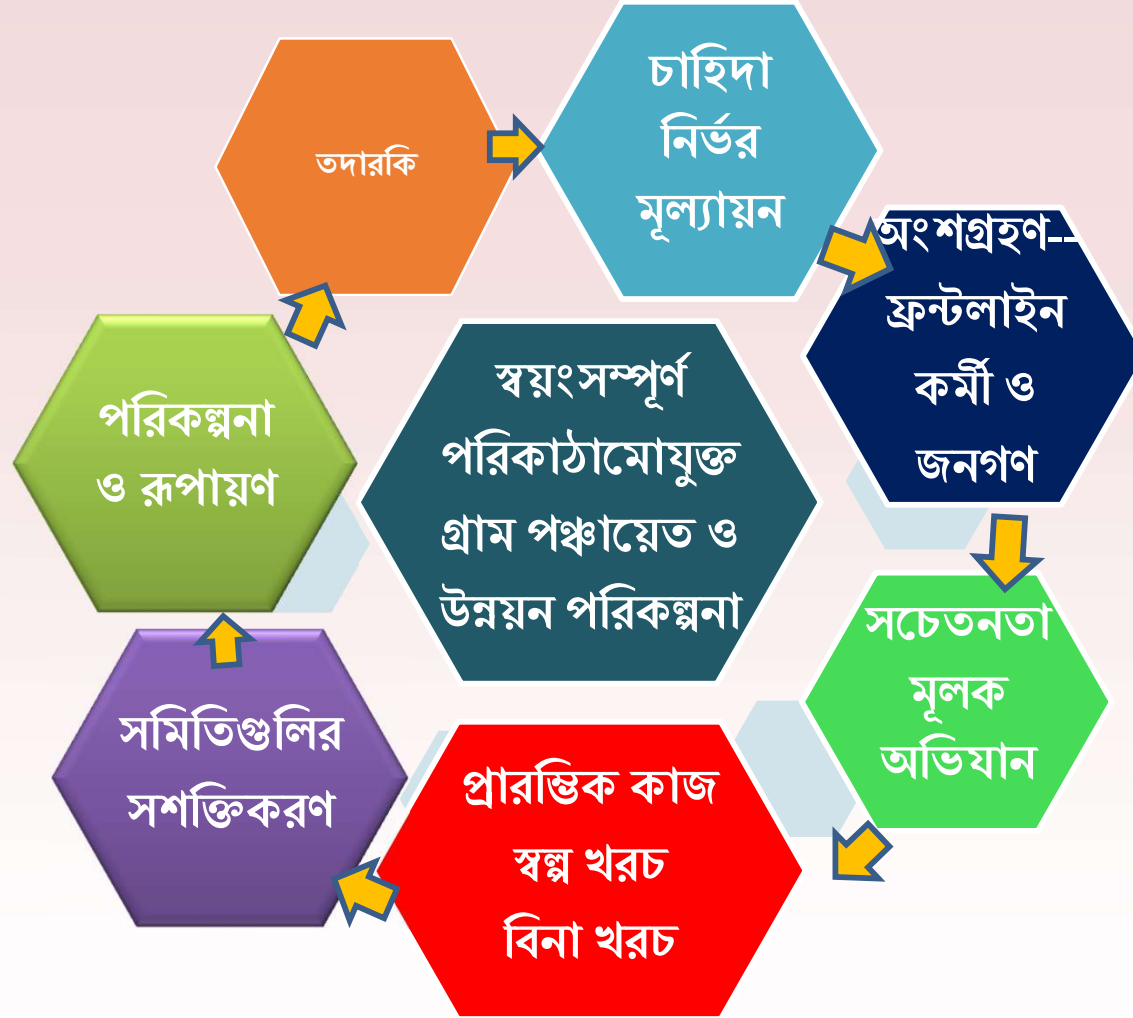 তদারকি
চাহিদা
নির্ভর
মূল্যায়ন
অংশগ্রহণ--
ফ্রন্টলাইন
কর্মী ও
জনগণ
সচেতনতা
মূলক
অভিযান
প্রারম্ভিক কাজ
স্বল্প খরচ
বিনা খরচ
সমিতিগুলির
সশক্তিকরণ
পরিকল্পনা
ও রূপায়ণ
স্বয়ংসম্পূর্ণ
পরিকাঠামোযুক্ত
গ্রাম পঞ্চায়েত ও
উন্নয়ন পরিকল্পনা